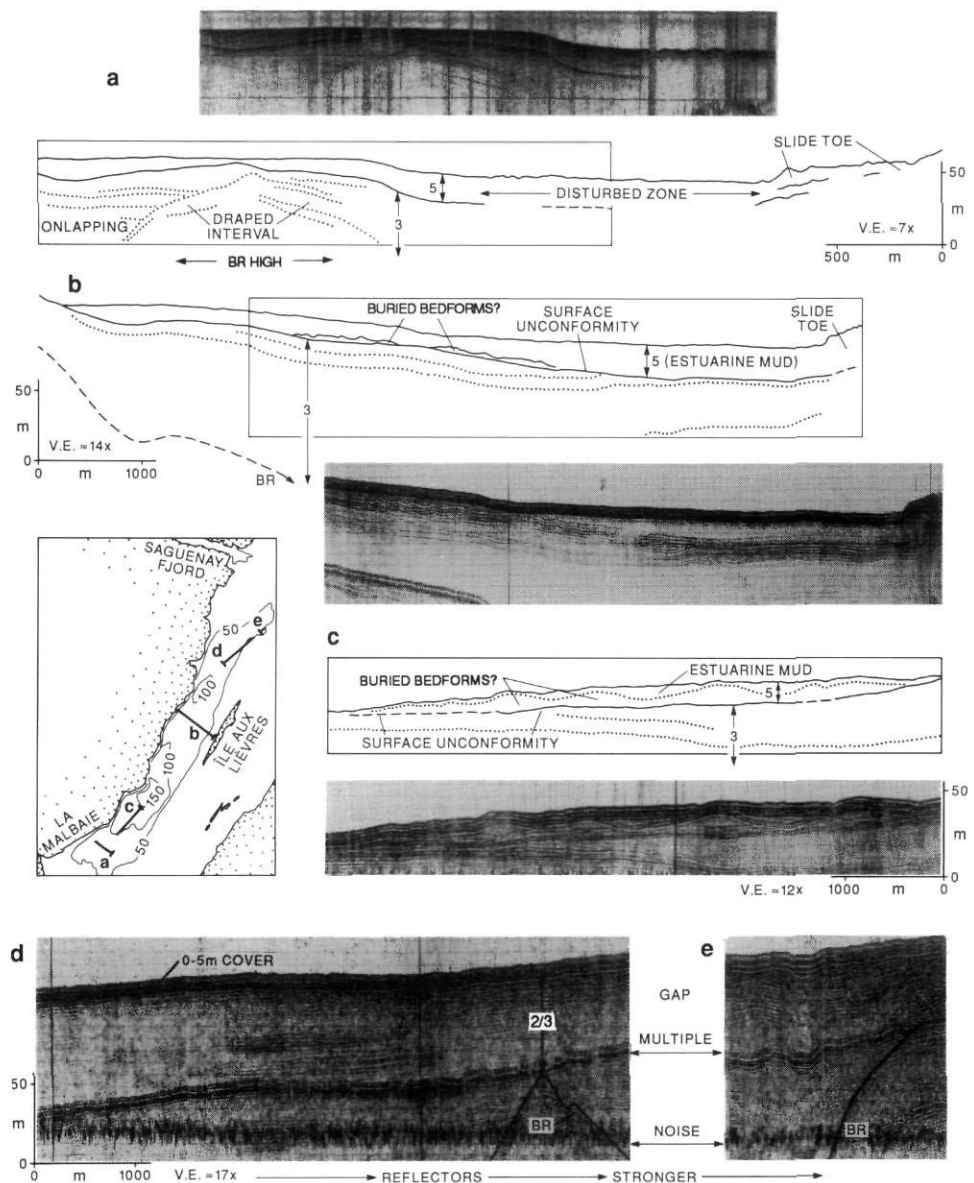 a
SLIDE TOE
5
DISTURBED ZONE
50
ONLAPPING
DRAPED
INTERVAL
3
V.E. ≈7x
0
BR HIGH
500
m
0
b
BURIED BEDFORMS?
SURFACE
UNCONFORMITY
SLIDE
TOE
5 (ESTUARINE MUD)
50
m
3
V.E. ≈14x
0
0
m
1000
BR
SAGUENAY
FJORD
50
e
d
100
b
ÎLE AUX
LIÈVRES
100
150
c
LA
MALBAIE
50
a
c
ESTUARINE MUD
BURIED BEDFORMS?
5
SURFACE UNCONFORMITY
3
50
m
0
V.E. ≈12x
1000
m
0
d
0-5m COVER
e
GAP
2/3
MULTIPLE
50
m
BR
NOISE
BR
0
0
m
1000
V.E. ≈17x
REFLECTORS
STRONGER